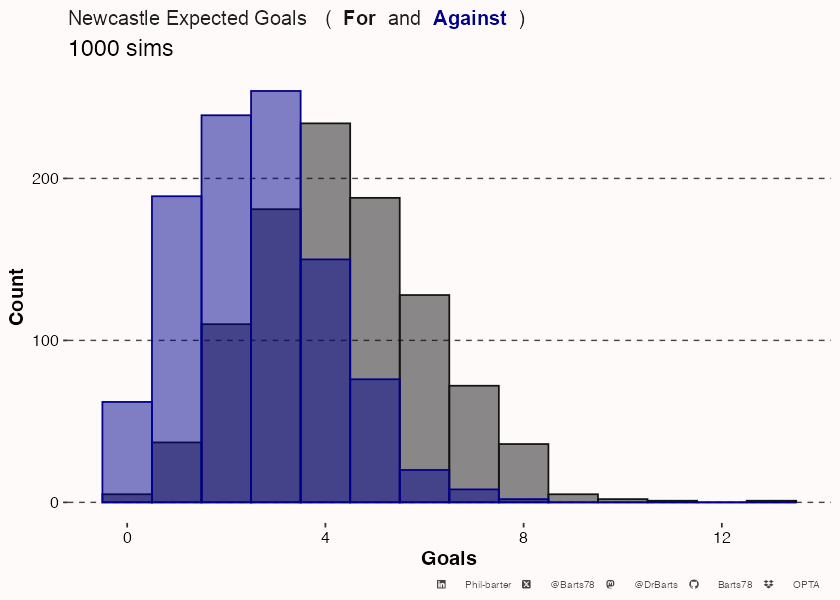 Newcastle Expected Goals ( For and Against )
1000 sims
200
100
0
Count
0 4 8 12
Goals
Phil-barter @Barts78 @DrBarts Barts78 OPTA